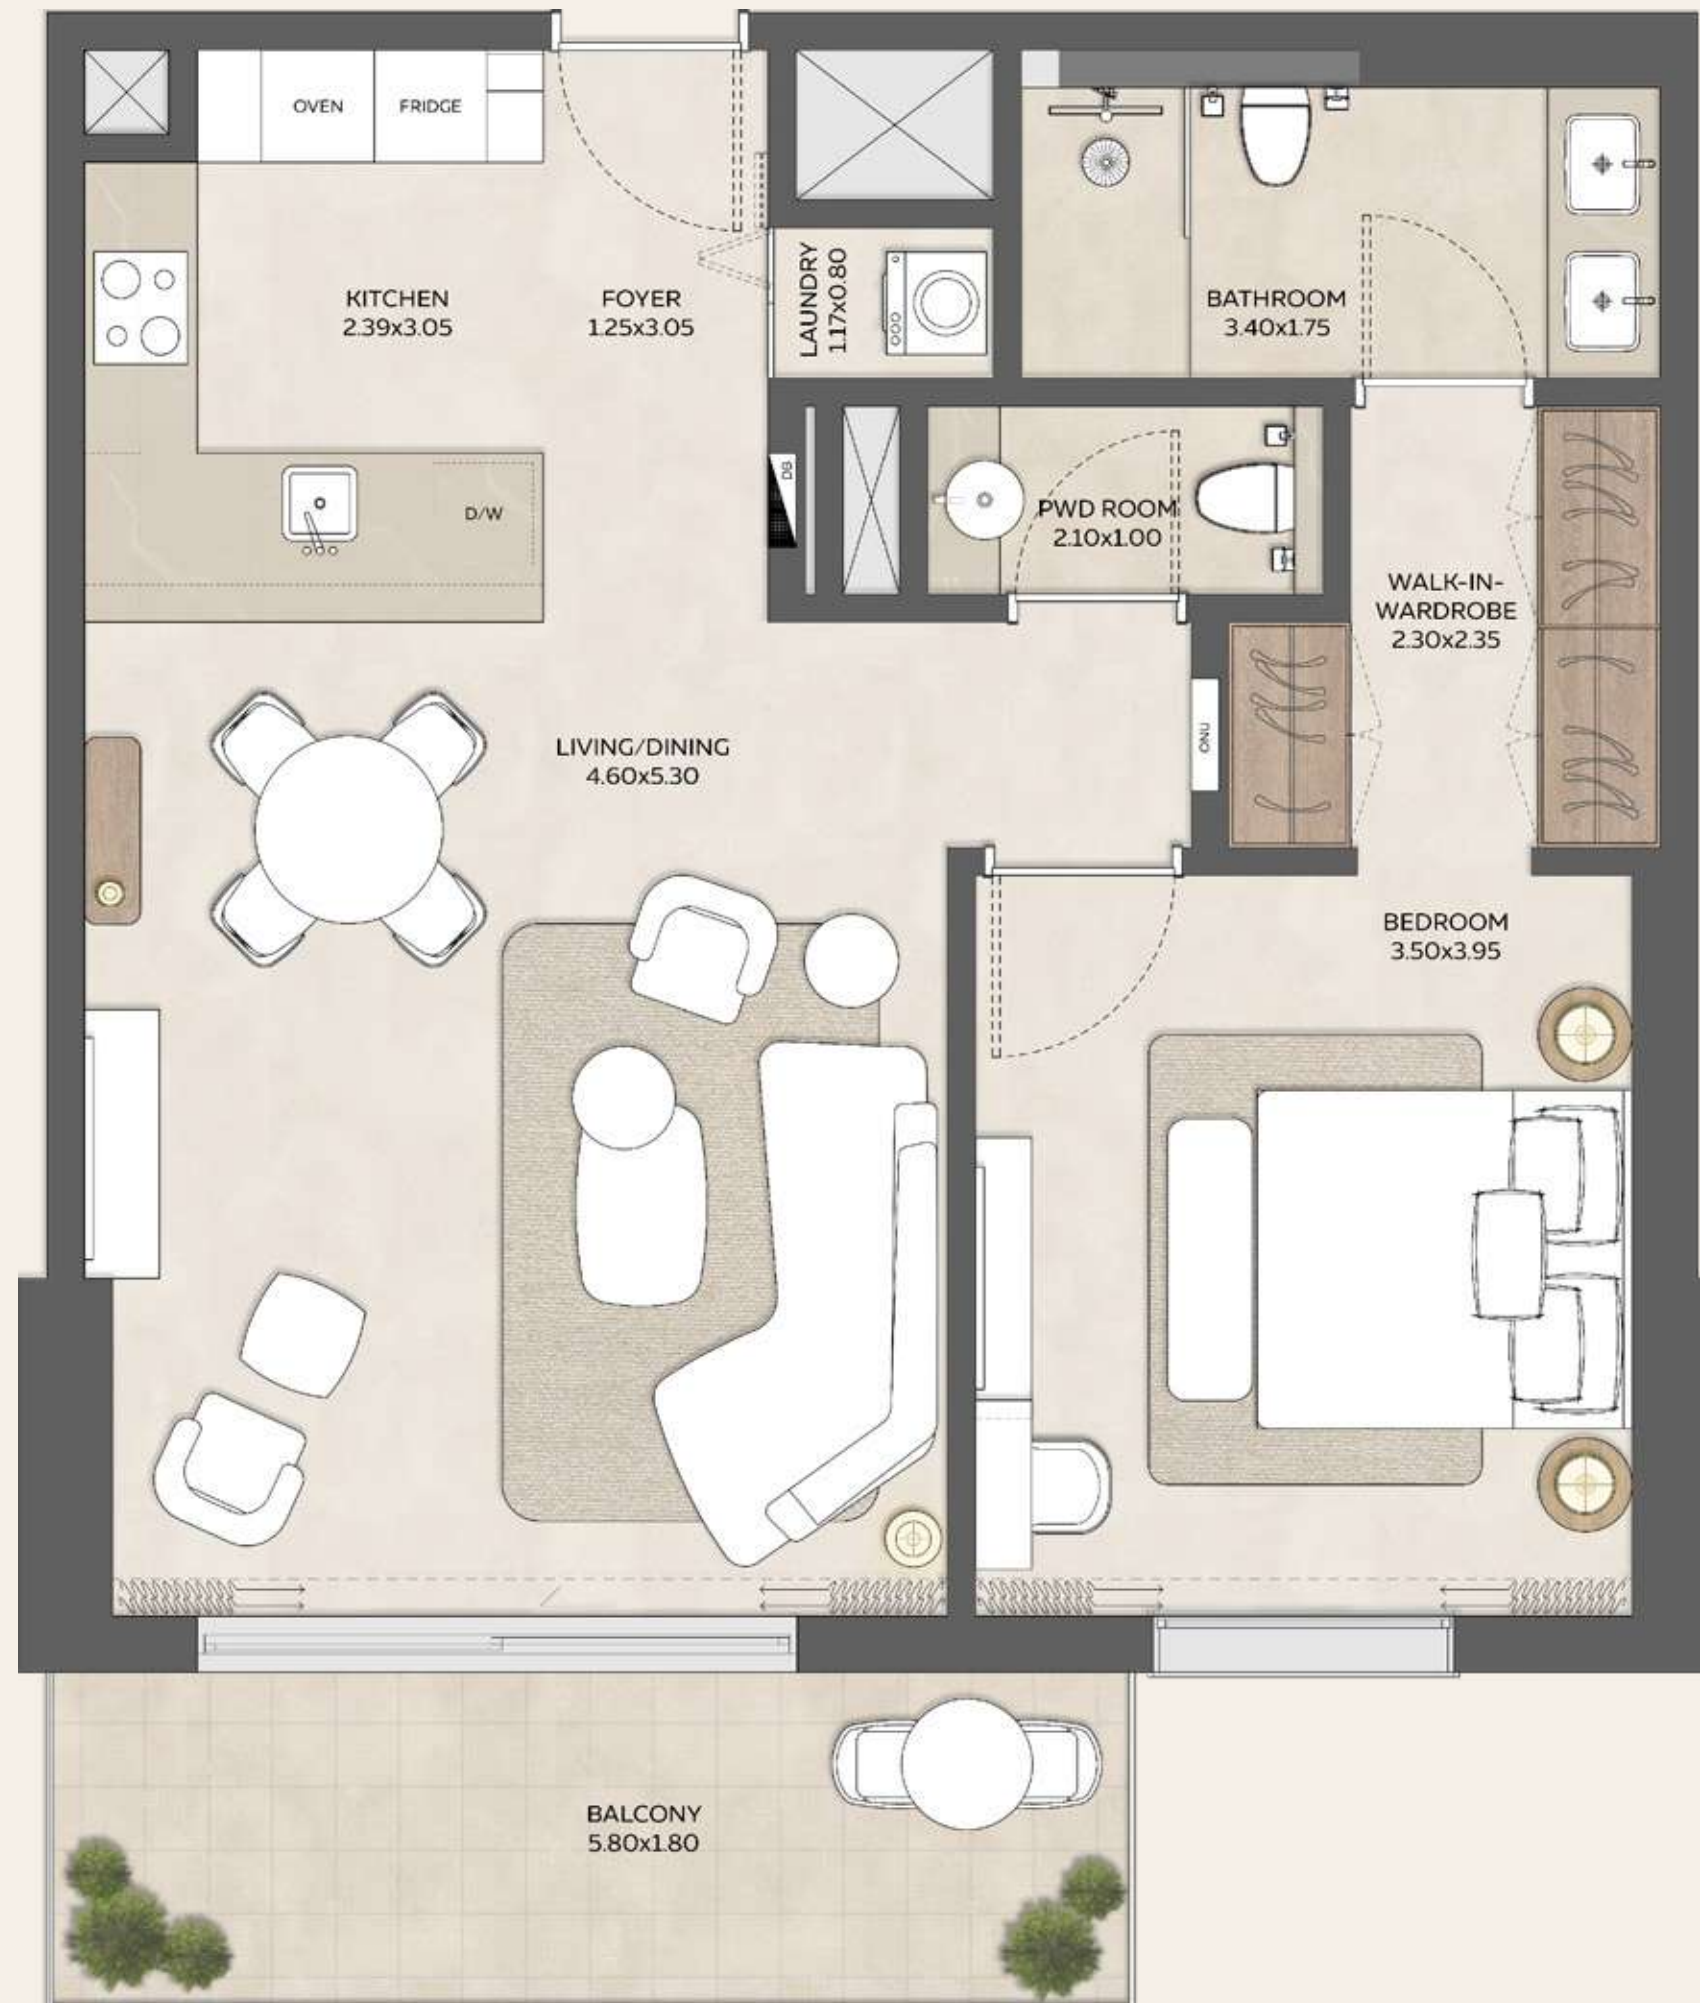 OVEN
FRIDGE
KITCHEN
2.39x3.05
FOYER
1.25x3.05
LAUNDRY
1.17x0.80
BATHROOM
3.40x1.75
D/W
DB
PWD ROOM
2.10x1.00
WALK-IN-
WARDROBE
2.30x2.35
LIVING/DINING
4.60x5.30
ONU
BEDROOM
3.50x3.95
BALCONY
5.80x1.80